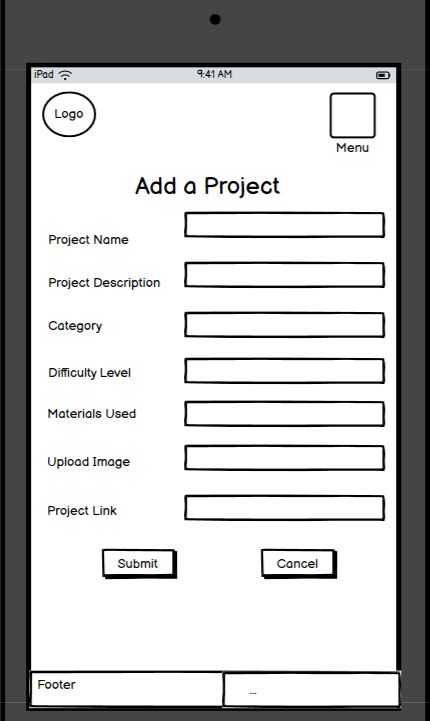 iPad 9:41 AM
Logo
Menu
Add a Project
Project Name
Project Description
Category
Difficulty Level
Materials Used
Upload Image
Project Link
Submit Cancel
Footer ...